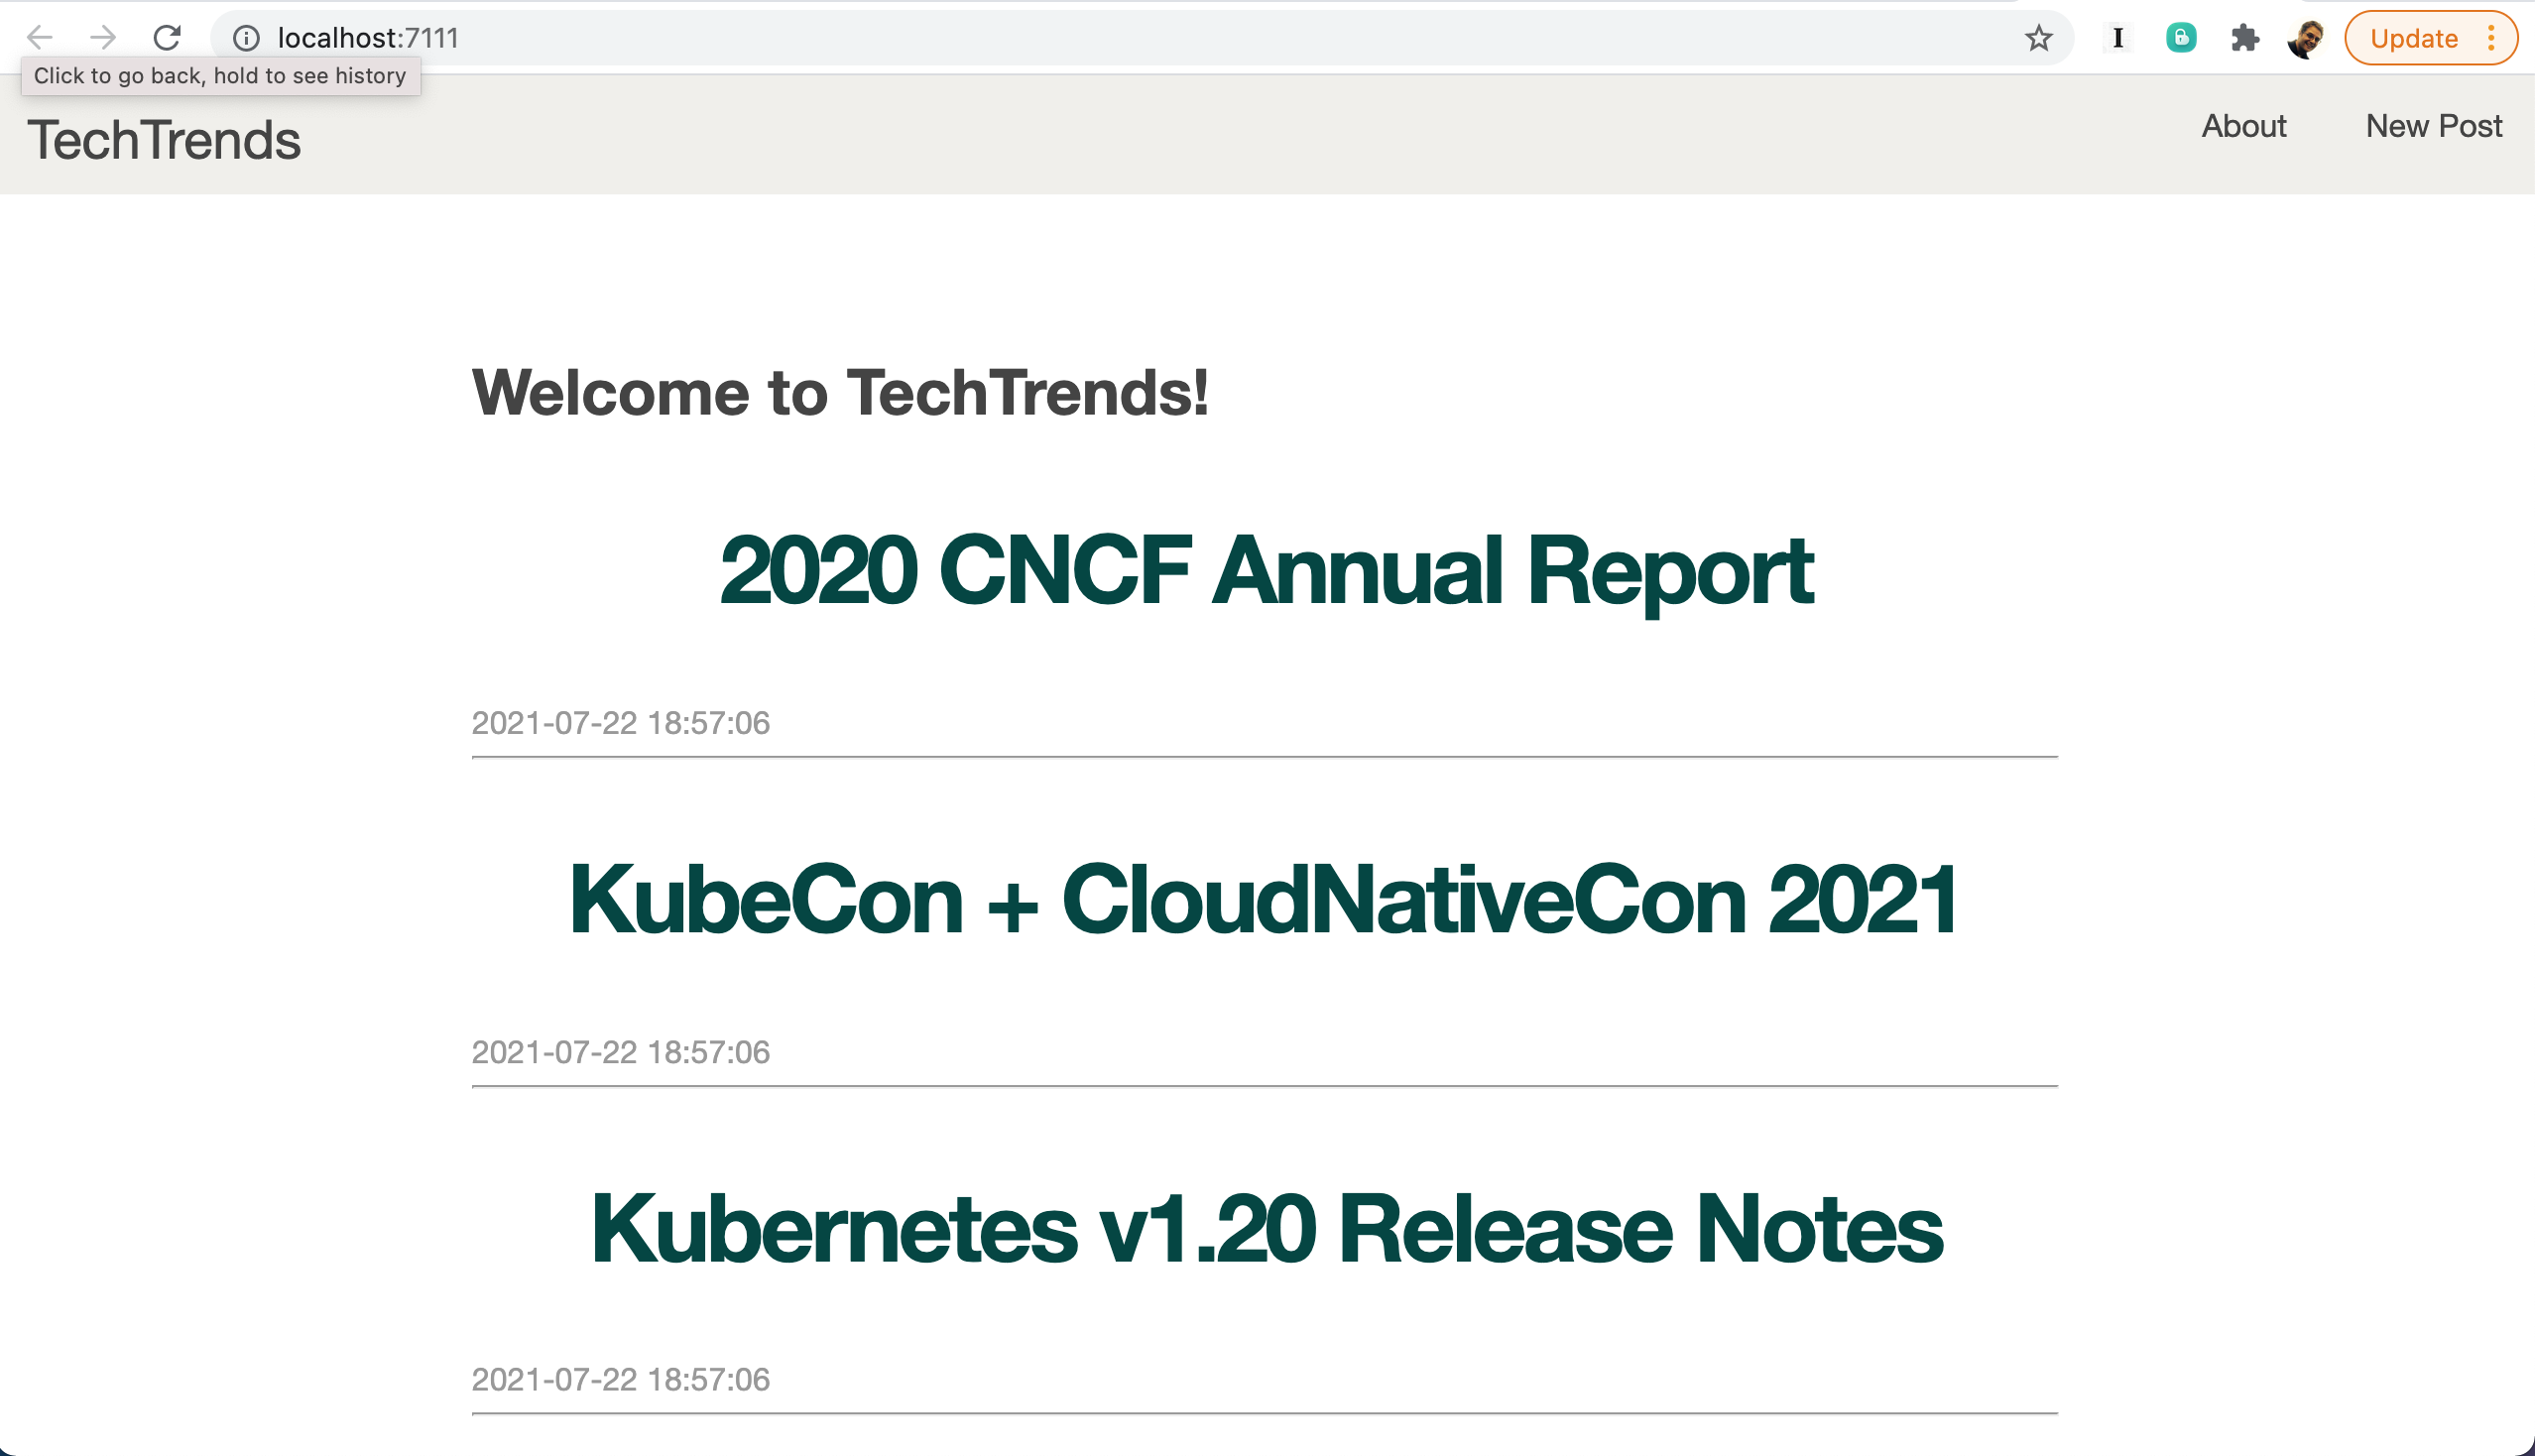 localhost:7111
I
Update
Click to go back, hold to see history
TechTrends
About
New Post
Welcome to TechTrends!
2020 CNCF Annual Report
2021-07-22 18:57:06
KubeCon + CloudNativeCon 2021
2021-07-22 18:57:06
Kubernetes v1.20 Release Notes
2021-07-22 18:57:06